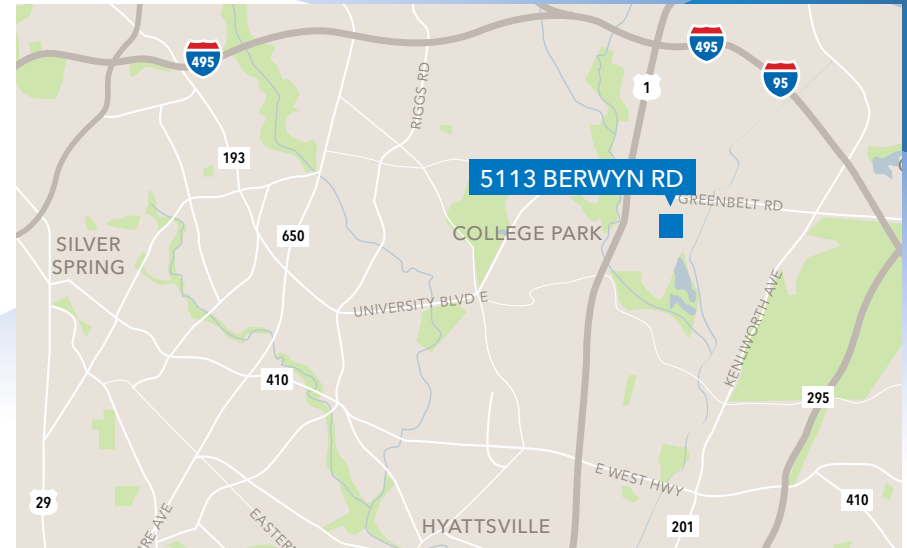 495
495
1
95
RIGGS RD
193
5113 BERWYN RD
GREENBELT RD
650
COLLEGE PARK
SILVER
SPRING
UNIVERSITY BLVD E
KENLIWORTH AVE
410
295
E WEST HWY
29
410
201
HYATTSVILLE